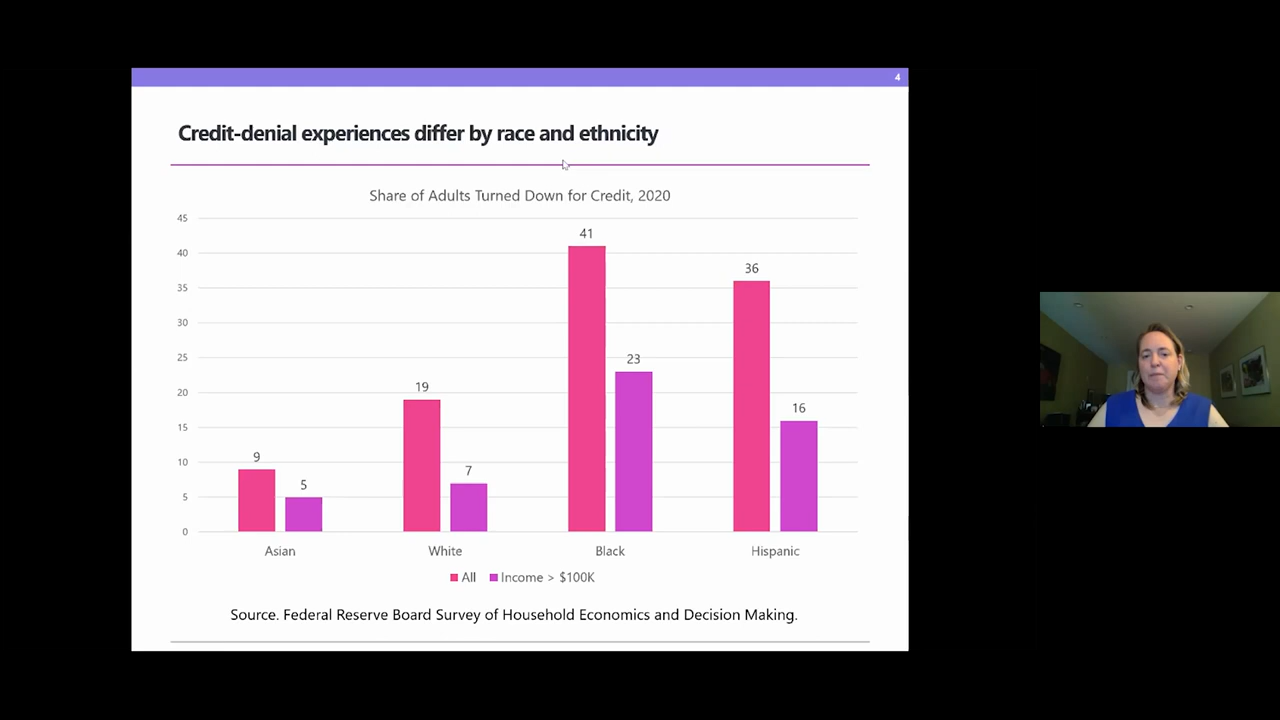 4
Credit-denial experiences differ by race and ethnicity
Share of Adults Turned Down for Credit, 2020
45
40
35
30
25
20
15
10
5
0
9
5
19
7
41
23
36
16
Asian
White
Black
Hispanic
All
Income > $100K
Source. Federal Reserve Board Survey of Household Economics and Decision Making.